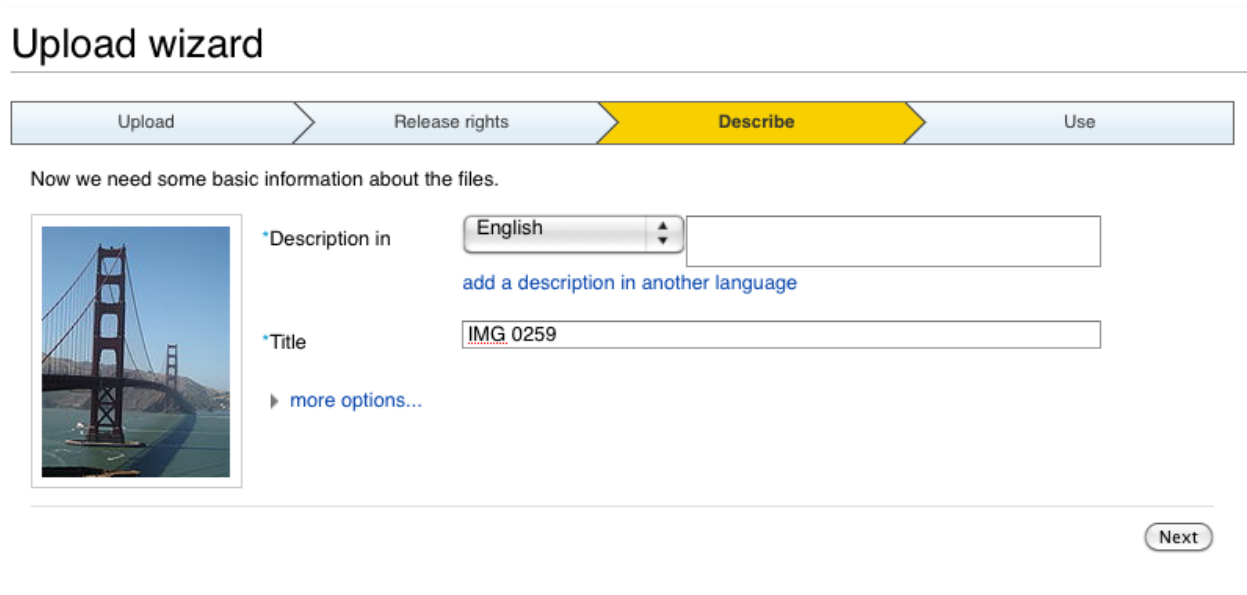 Upload wizard
Upload Release rights Describe Use
Now we need some basic information about the files.
*Description in English
add a description in another language
*Title IMG 0259
more options...
Next